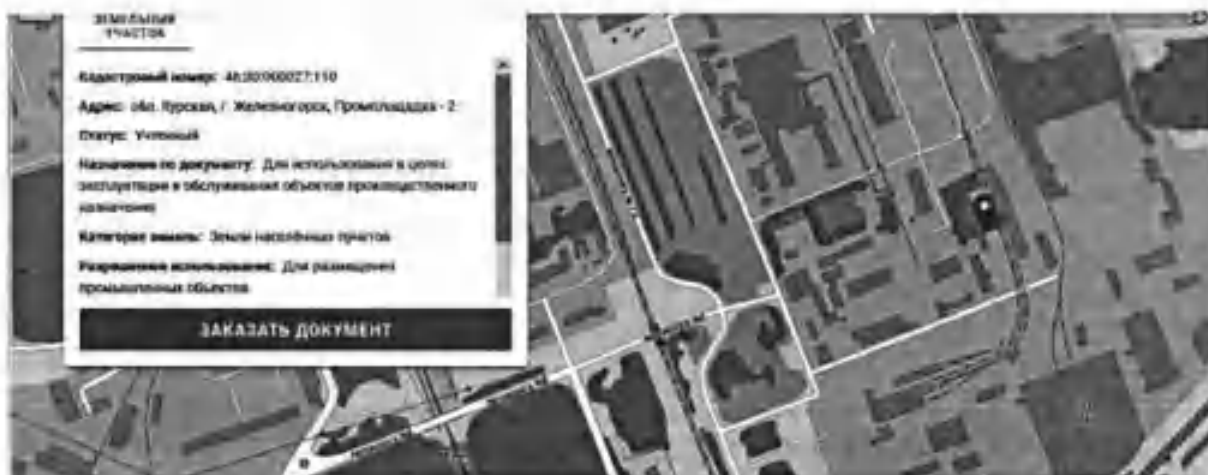 ЗЕМЕЛЬНЫЙ
УЧАСТОК
Кадастровый номер: 46:30:000027:110
Адрес: обл. Курская, г. Железногорск, Промплощадка - 2
Статус: Учтенный
Назначение по документу: Для использования в целях
эксплуатации и обслуживания объектов производственного
назначения
Категория земель: Земли населённых пунктов
Разрешенное использование: Для размещения
промышленных объектов
ЗАКАЗАТЬ ДОКУМЕНТ